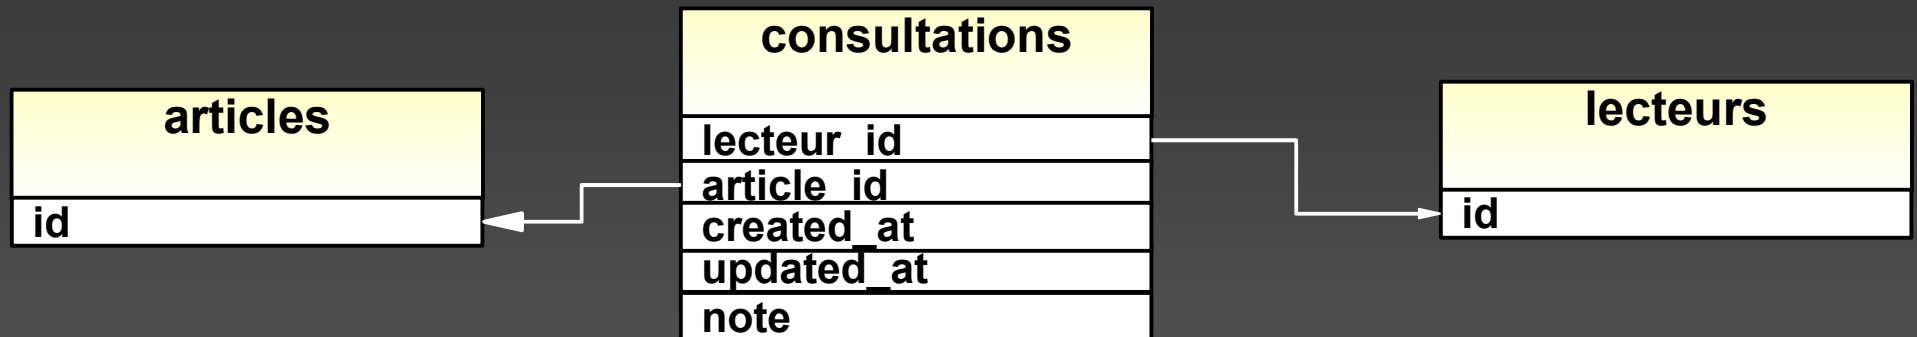 articles
id
consultations
lecteur_id
article_id
created_at
updated_at
note
lecteurs
id